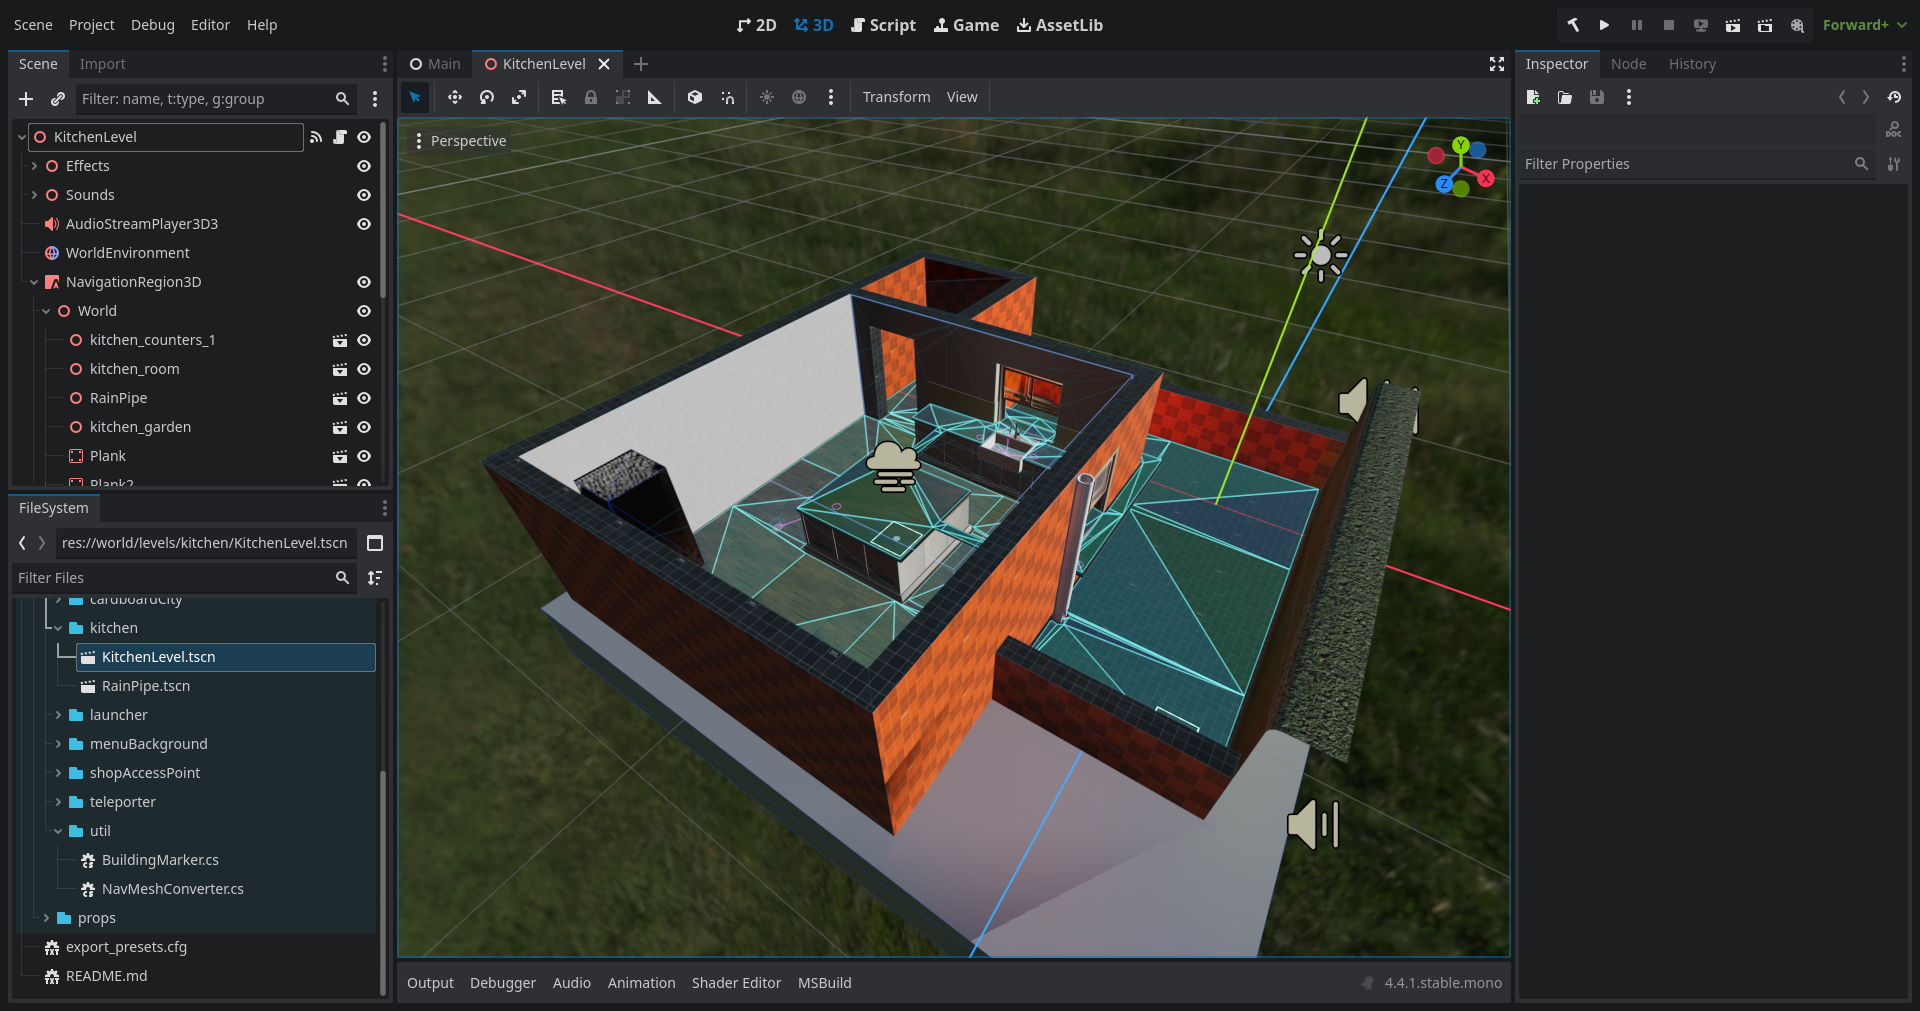 Scene Project Debug Editor Help
2D 3D Script Game AssetLib
Forward+
Scene Import
Filter: name, t:type, g:group
KitchenLevel
Effects
Sounds
AudioStreamPlayer3D3
WorldEnvironment
NavigationRegion3D
World
kitchen_counters_1
kitchen_room
RainPipe
kitchen_garden
Plank
Plank2
FileSystem
res://world/levels/kitchen/KitchenLevel.tscn
Filter Files
cardboardCity
kitchen
KitchenLevel.tscn
RainPipe.tscn
launcher
menuBackground
shopAccessPoint
teleporter
util
BuildingMarker.cs
NavMeshConverter.cs
props
export_presets.cfg
README.md
Main KitchenLevel
Transform View
Perspective
Y
Z X
Output Debugger Audio Animation Shader Editor MSBuild
4.4.1.stable.mono
Inspector Node History
DOC
Filter Properties